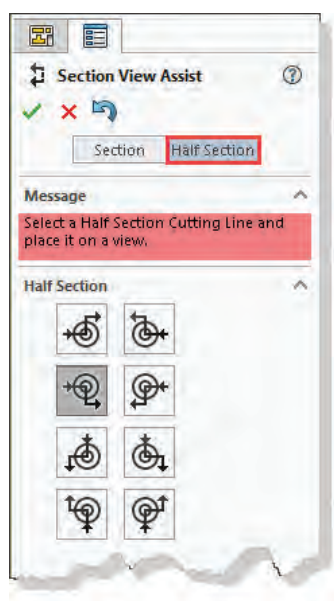 Section View Assist
Section
Half Section
Message
Select a Half Section Cutting Line and
place it on a view.
Half Section